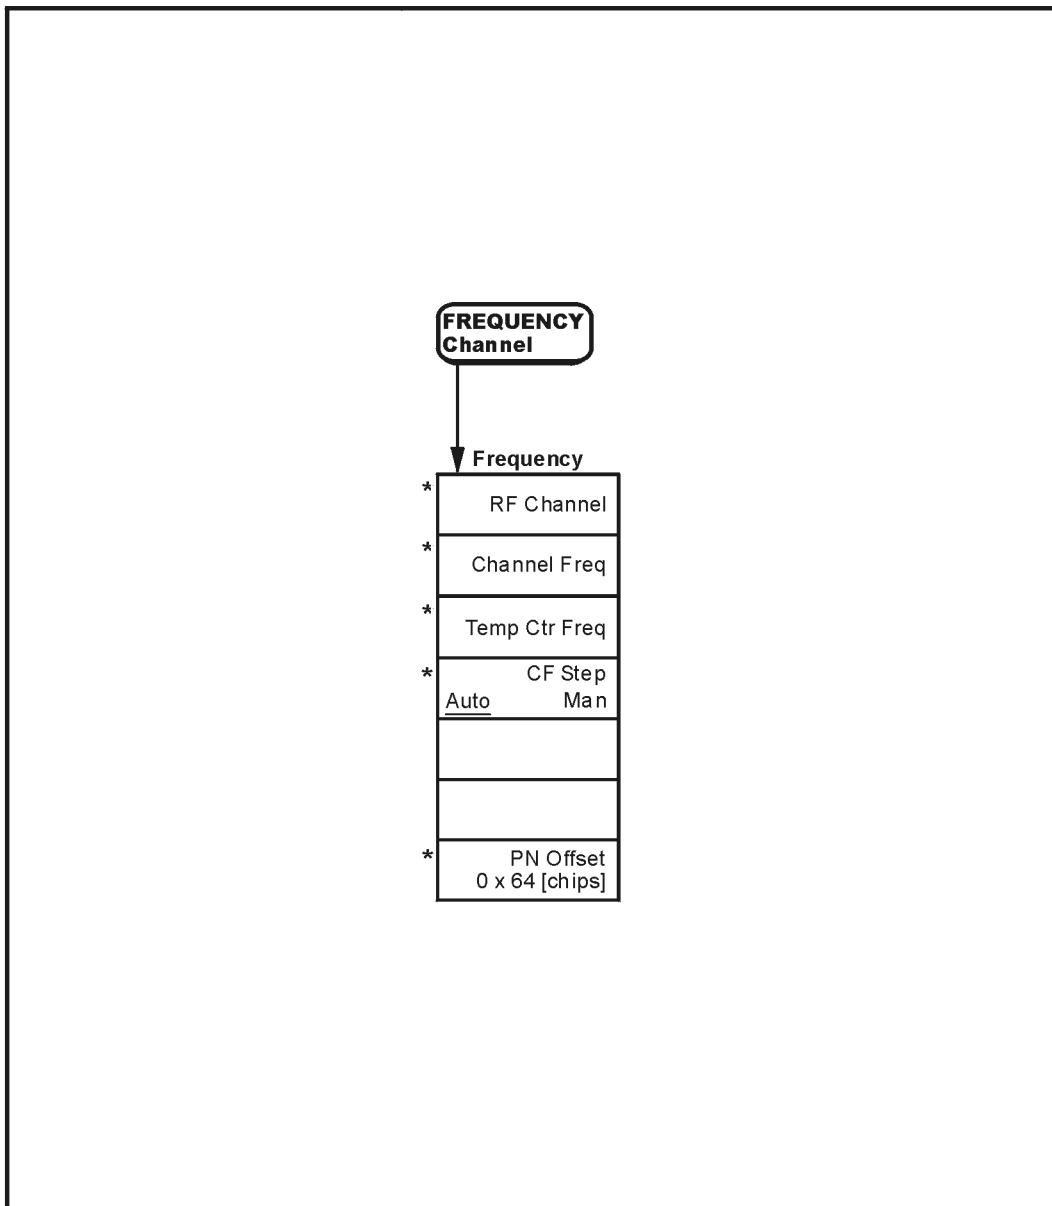 FREQUENCY
Channel
Frequency
* RF Channel
* Channel Freq
* Temp Ctr Freq
* CF Step
Auto Man
* PN Offset
0 x 64 [chips]